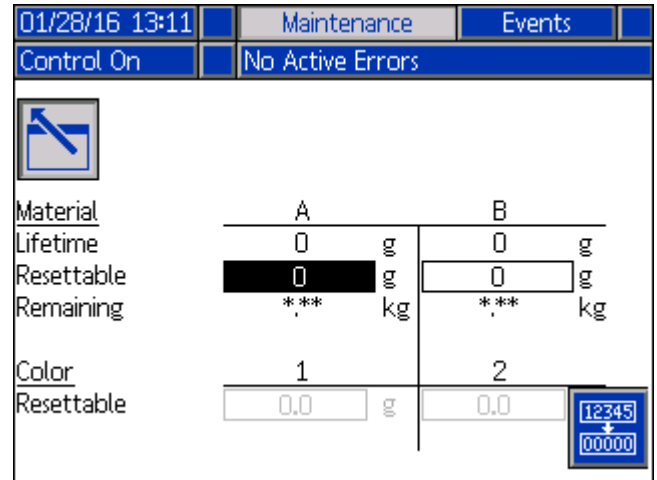 01/28/16 13:11 Maintenance Events
Control On No Active Errors
Material A B
Lifetime 0 g 0 g
Resettable 0 g 0 g
Remaining *.** kg *.** kg
Color 1 2
Resettable 0.0 g 0.0
12345
00000